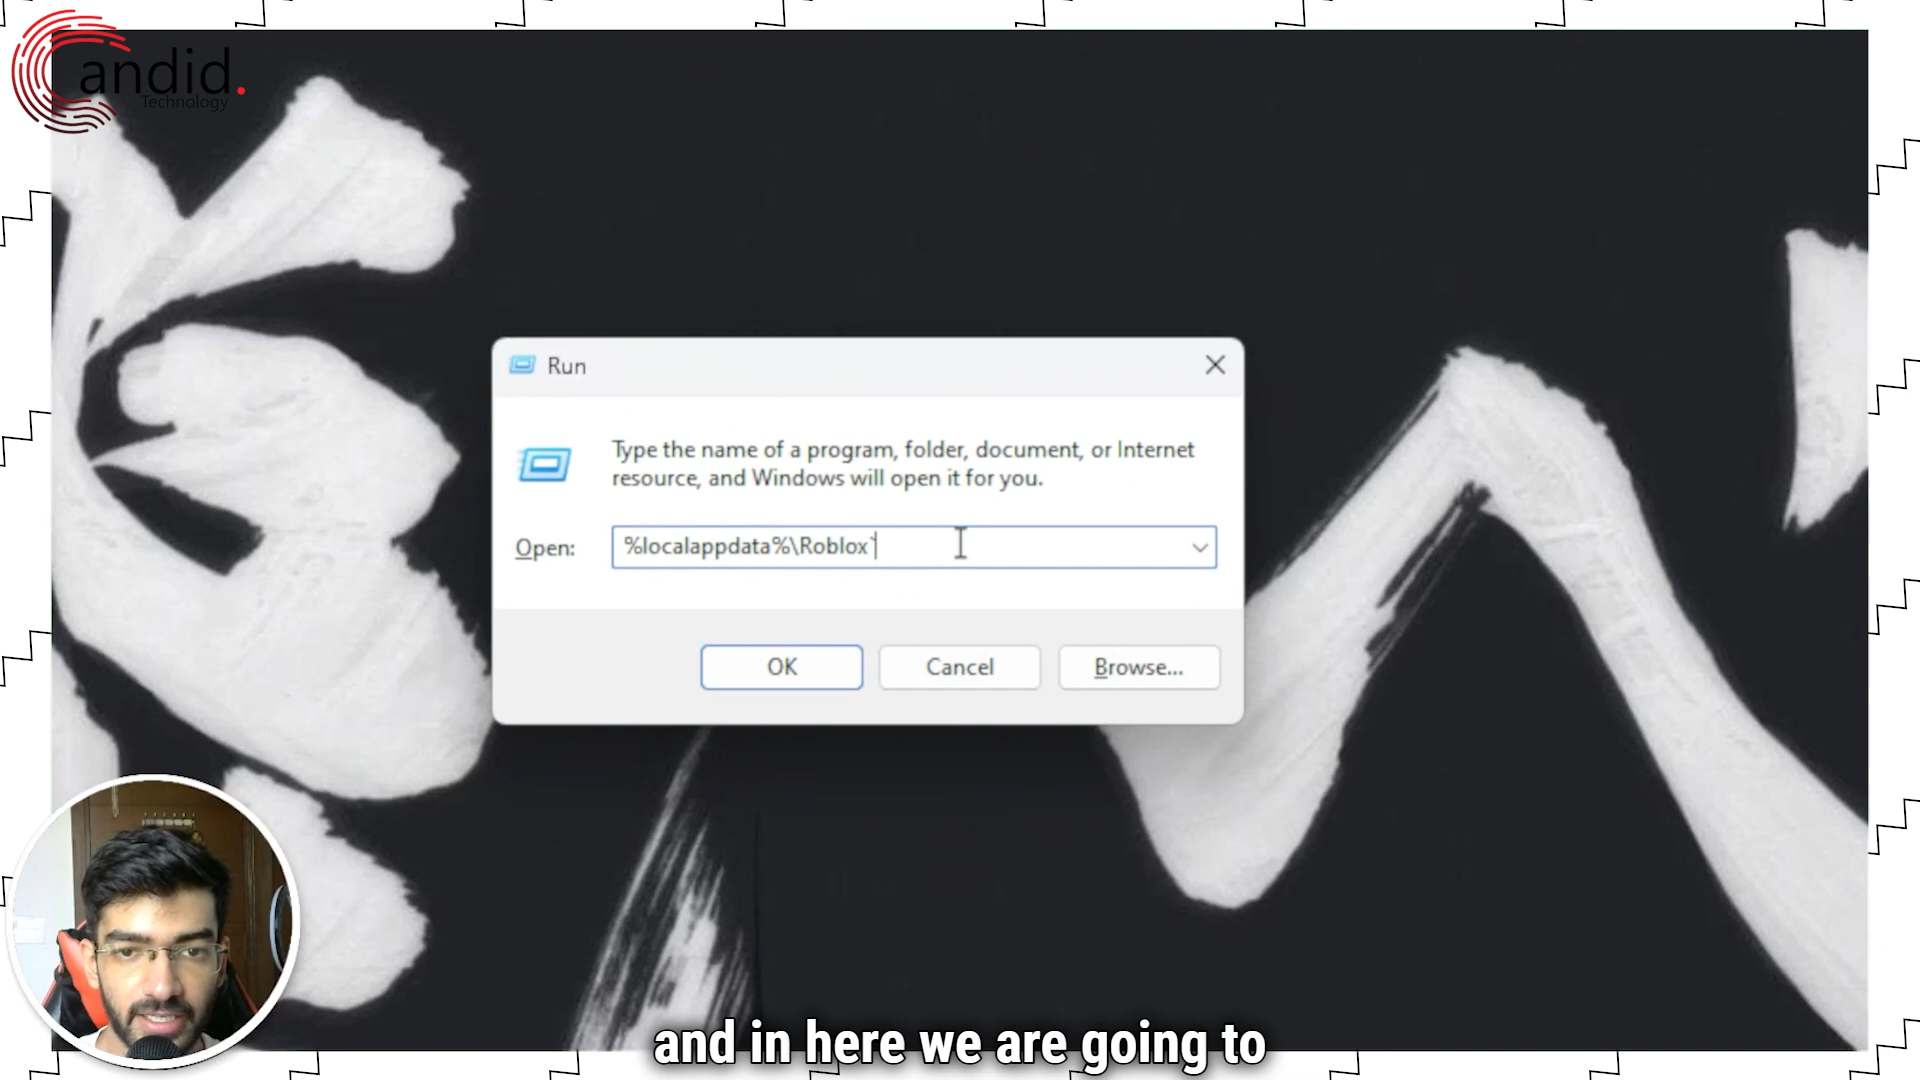 Candid.
Technology
Run
Type the name of a program, folder, document, or Internet
resource, and Windows will open it for you.
Open:
%localappdata%\Roblox`
OK
Cancel
Browse...
and in here we are going to